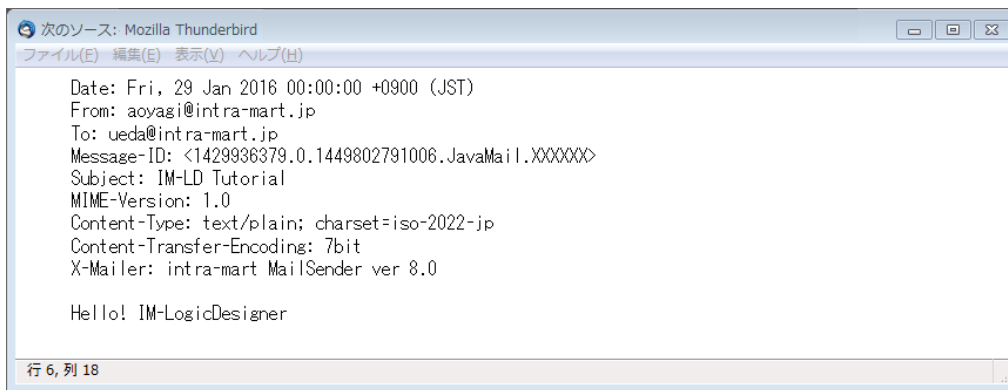 次のソース: Mozilla Thunderbird
ファイル(F) 編集(E) 表示(V) ヘルプ(H)
Date: Fri, 29 Jan 2016 00:00:00 +0900 (JST)
From: aoyagi@intra-mart.jp
To: ueda@intra-mart.jp
Message-ID: <1429936379.0.1449802791006.JavaMail.XXXXXX>
Subject: IM-LD Tutorial
MIME-Version: 1.0
Content-Type: text/plain; charset=iso-2022-jp
Content-Transfer-Encoding: 7bit
X-Mailer: intra-mart MailSender ver 8.0
Hello! IM-LogicDesigner
行 6, 列 18